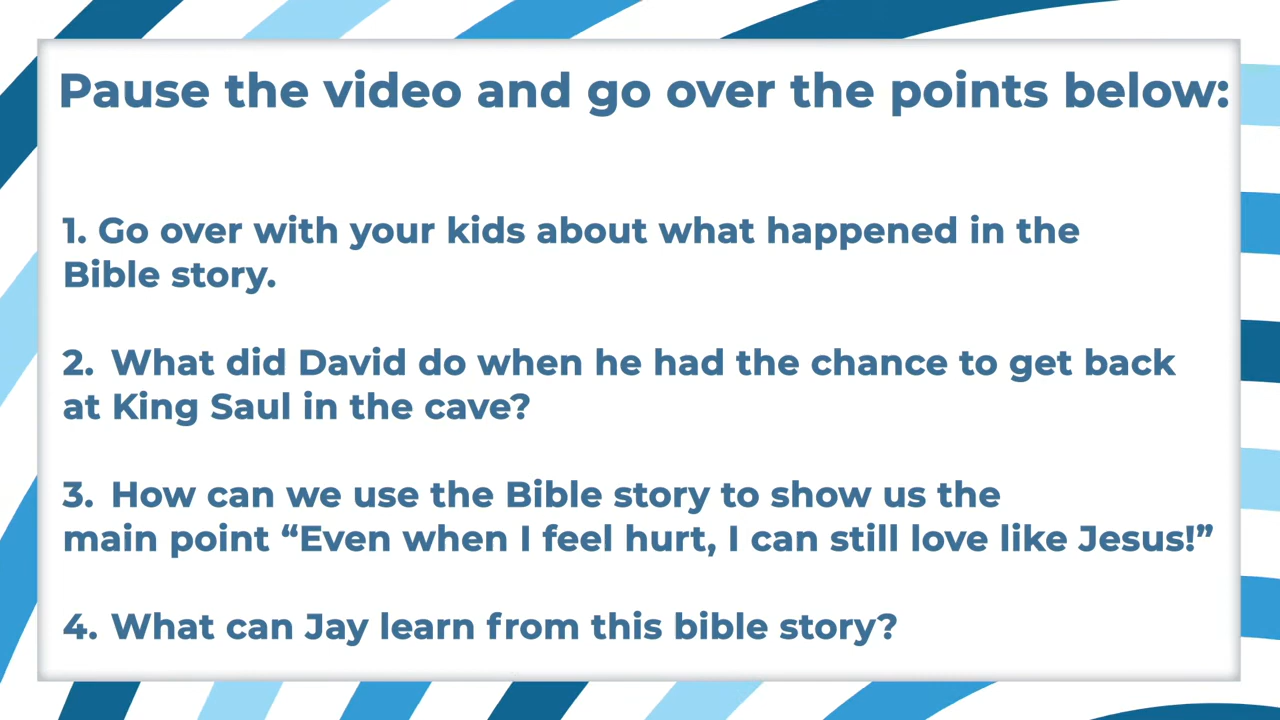 Pause the video and go over the points below:
1. Go over with your kids about what happened in the
Bible story.
2. What did David do when he had the chance to get back
at King Saul in the cave?
3. How can we use the Bible story to show us the
main point “Even when I feel hurt, I can still love like Jesus!”
4. What can Jay learn from this bible story?